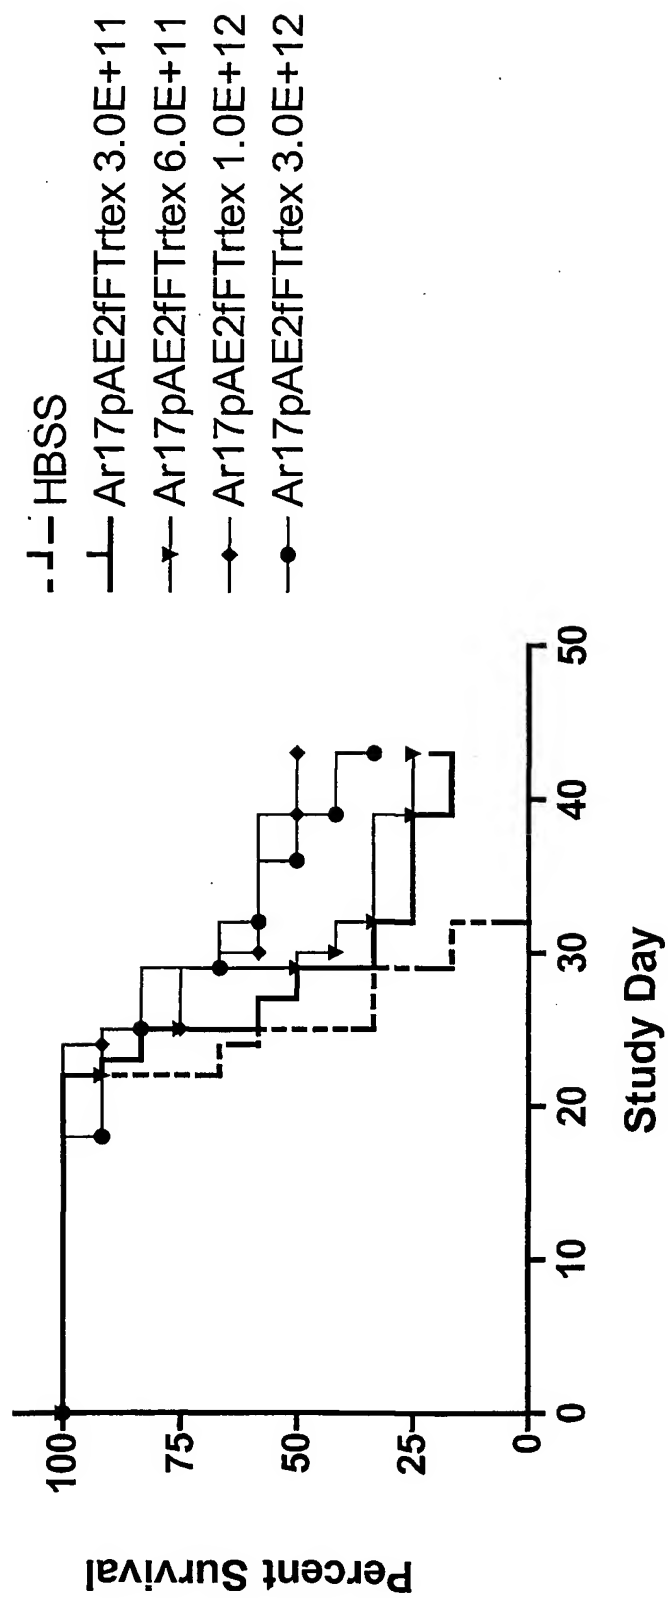 HBSS
Ar17pAE2fFTrtex 3.0E+11
Ar17pAE2fFTrtex 6.0E+11
Ar17pAE2fFTrtex 1.0E+12
Ar17pAE2fFTrtex 3.0E+12
Percent Survival
100
75
50
25
0
0 10 20 30 40 50
Study Day